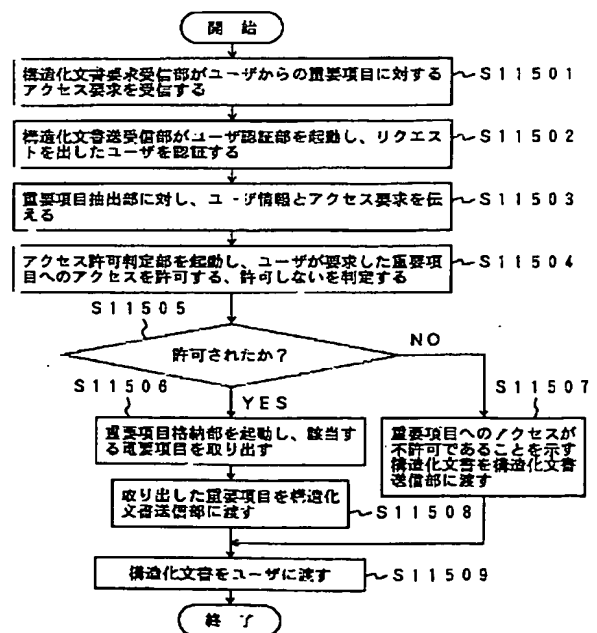 開 始
構造化文書要求受信部がユーザからの重要項目に対する
アクセス要求を受信する
S11501
構造化文書送受信部がユーザ認証部を起動し、リクエス
トを出したユーザを認証する
S11502
重要項目抽出部に対し、ユーザ情報とアクセス要求を伝
える
S11503
アクセス許可判定部を起動し、ユーザが要求した重要項
目へのアクセスを許可する、許可しないを判定する
S11504
S11505
許可されたか？
NO
YES
S11506
重要項目格納部を起動し、該当す
る重要項目を取り出す
S11507
重要項目へのアクセスが
不許可であることを示す
構造化文書を構造化文書
送信部に渡す
取り出した重要項目を構造化
文書送信部に渡す
S11508
構造化文書をユーザに渡す
S11509
終 了